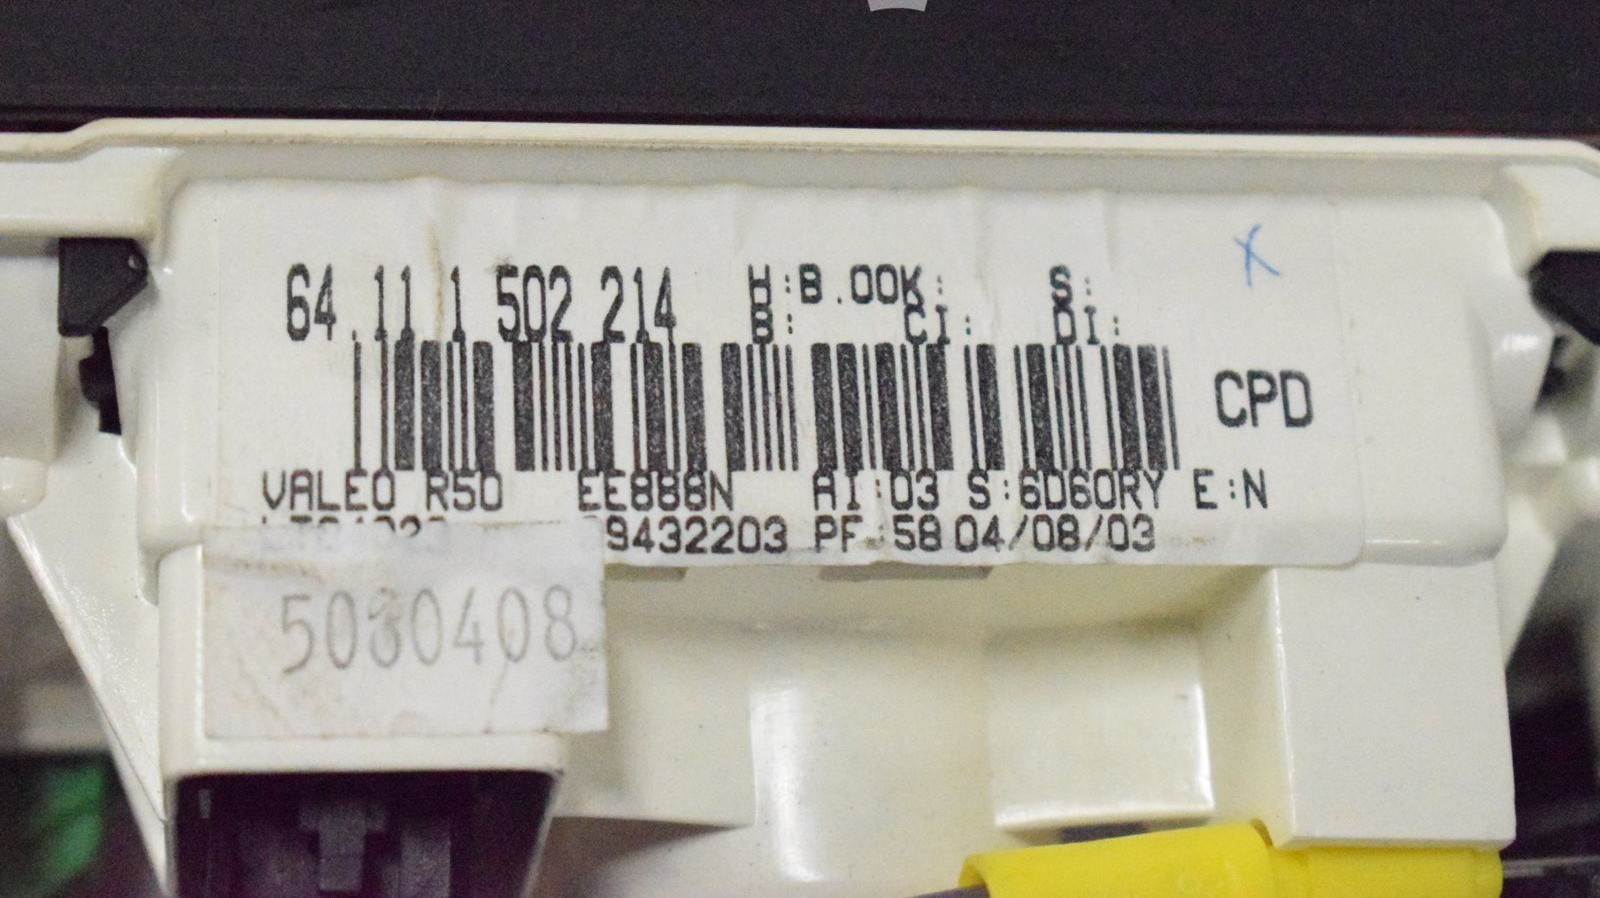 64.11 1 502 214 H:B.00K: S:
B: CI: DI:
CPD
VALEO R50 EE888N AI:03 S:6D60RY E:N
9432203 PF:58 04/08/03
5080408